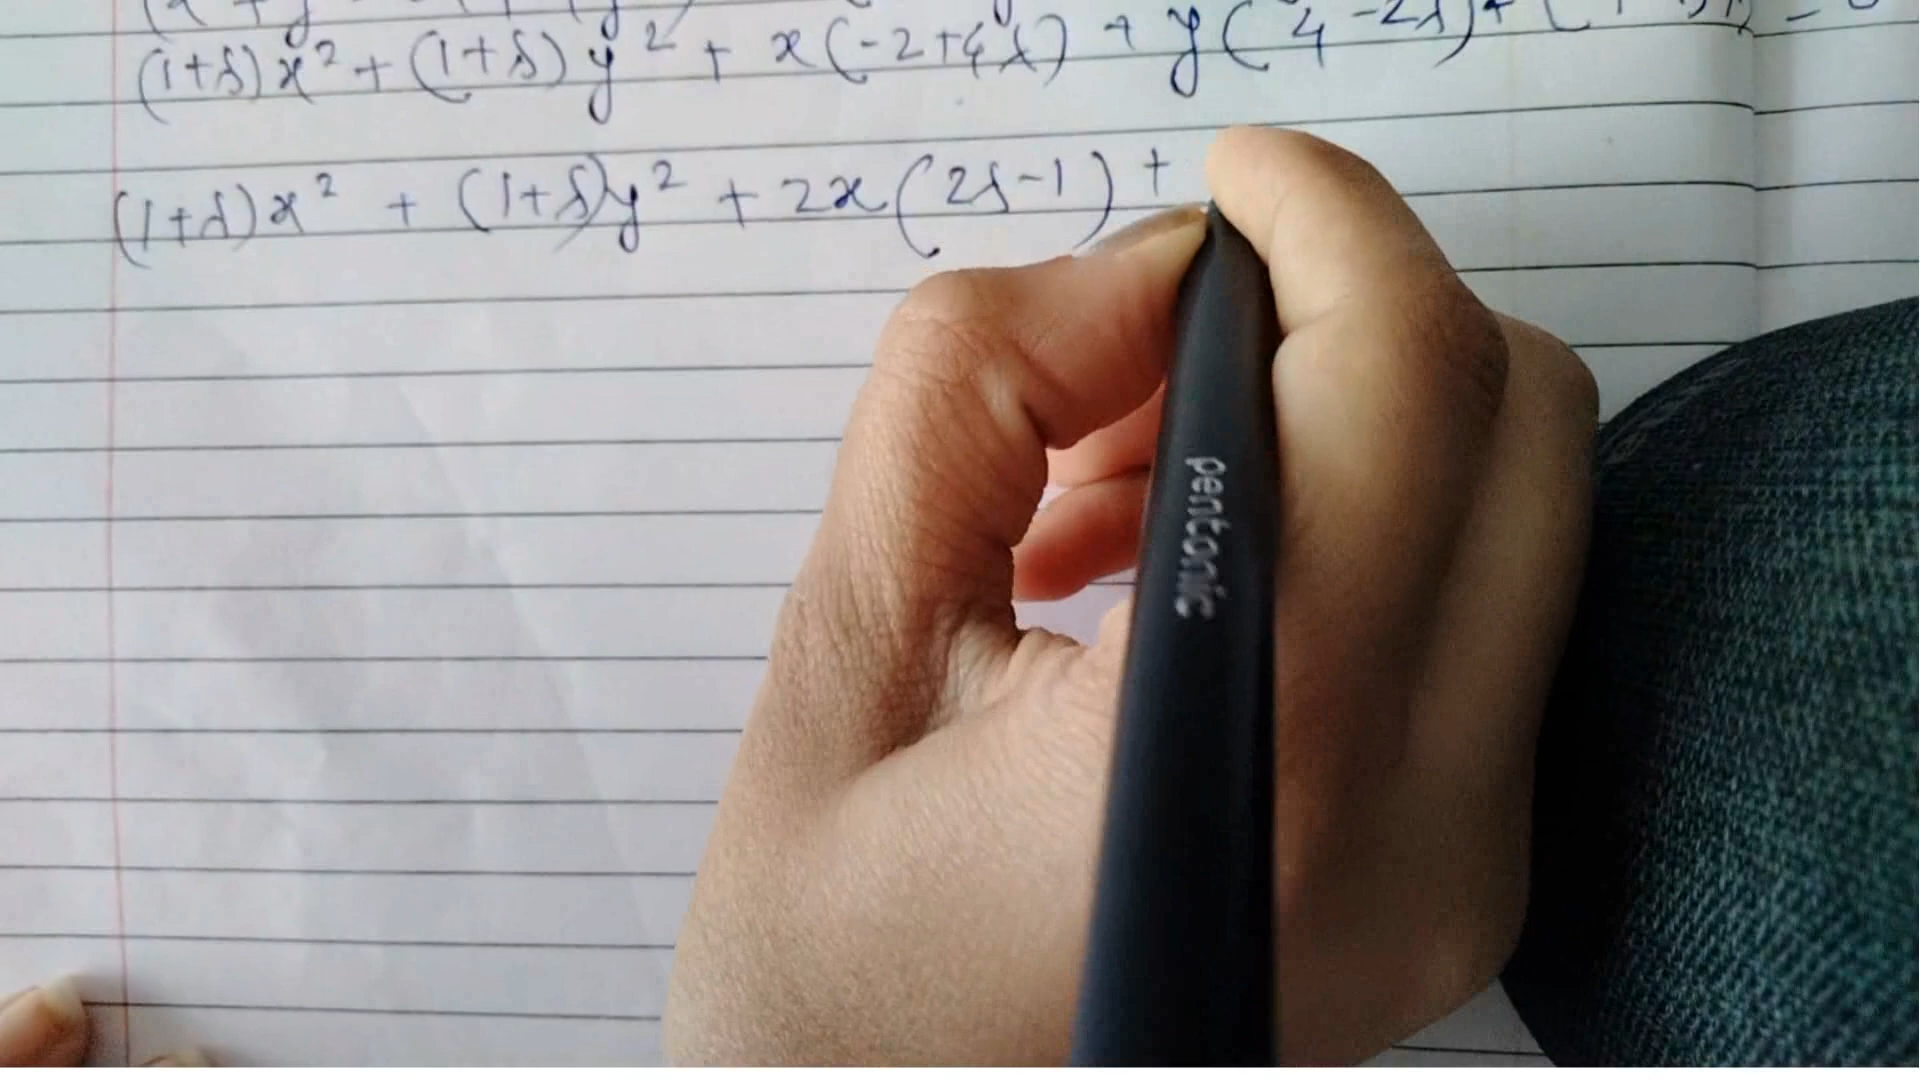 (1+λ)x² + (1+λ)y² + x(-2+4λ) + y(4-2λ)+
(1+λ)x² + (1+λ)y² + 2x(2λ-1) +
pentonic